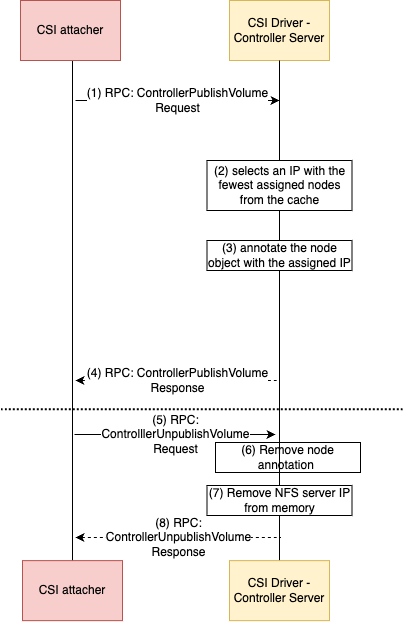 CSI attacher
CSI Driver -
Controller Server
(1) RPC: ControllerPublishVolume
Request
(2) selects an IP with the
fewest assigned nodes
from the cache
(3) annotate the node
object with the assigned IP
(4) RPC: ControllerPublishVolume
Response
(5) RPC:
ControlllerUnpublishVolume
Request
(6) Remove node
annotation
(7) Remove NFS server IP
from memory
(8) RPC:
ControllerUnpublishVolume
Response
CSI attacher
CSI Driver -
Controller Server